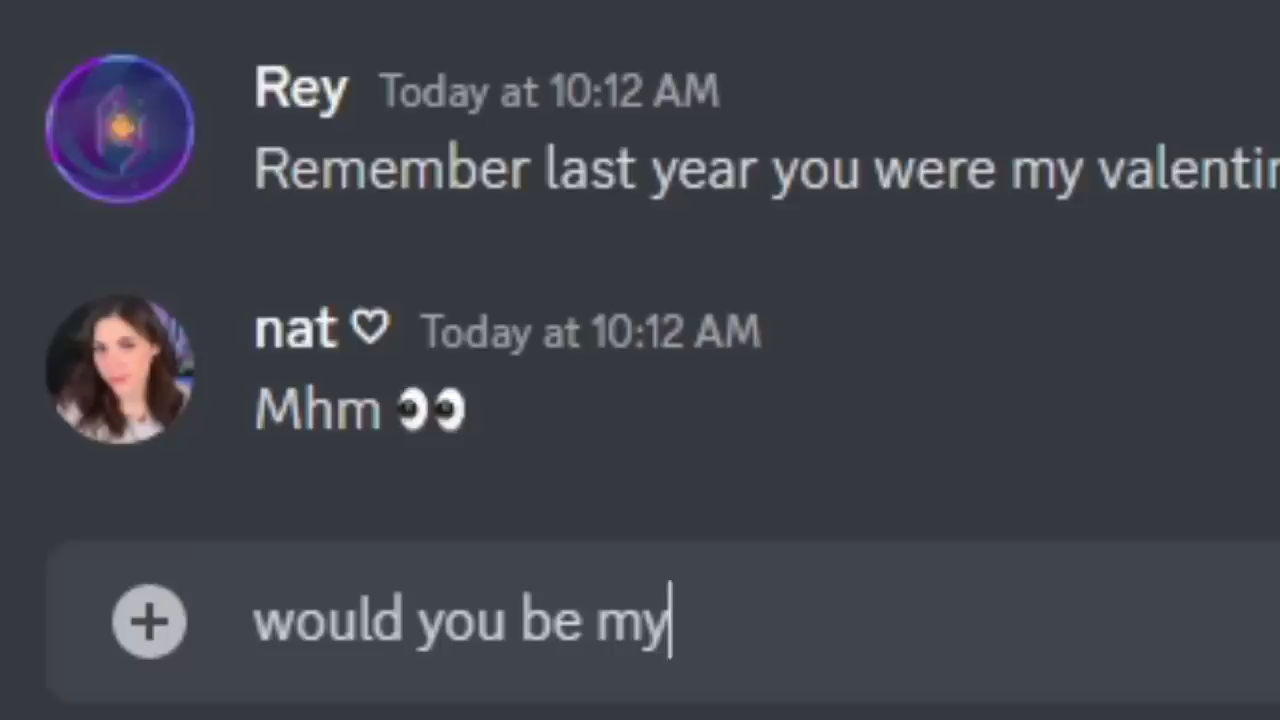 Rey Today at 10:12 AM
Remember last year you were my
nat ♡ Today at 10:12 AM
Mhm 👀
would you be my